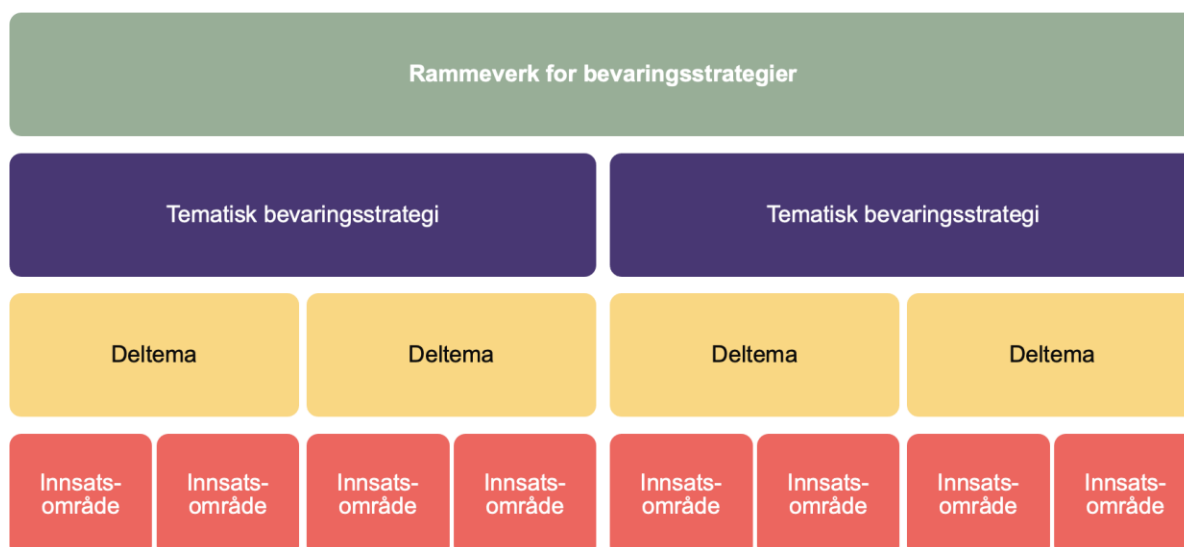 Rammeverk for bevaringsstrategier
Tematisk bevaringsstrategi
Tematisk bevaringsstrategi
Deltema
Deltema
Deltema
Deltema
Innsats-
område
Innsats-
område
Innsats-
område
Innsats-
område
Innsats-
område
Innsats-
område
Innsats-
område
Innsats-
område